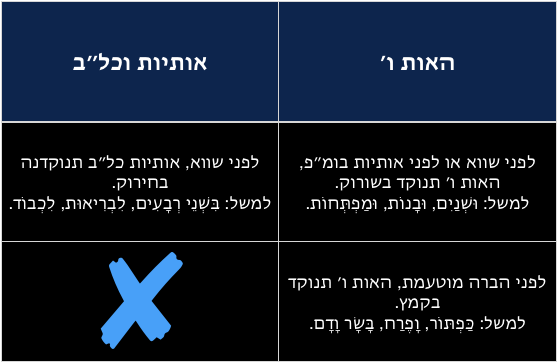 האות ו׳
אותיות וכל״ב
לפני שווא או לפני אותיות בומ״פ,
האות ו׳ תנוקד בשורוק.
למשל: וּשְׁנַיִם, וּבָנוֹת, וּמַפְתְּחוֹת.
לפני שווא, אותיות כל״ב תנוקדנה
בחירוק.
למשל: בִּשְׁנֵי רְבָעִים, לִבְרִיאוּת, לִכְבוֹד.
לפני הברה מוטעמת, האות ו׳ תנוקד
בקמץ.
למשל: כַּפְתּוֹר, וָפֶרַח, בָּשָׂר וָדָם.